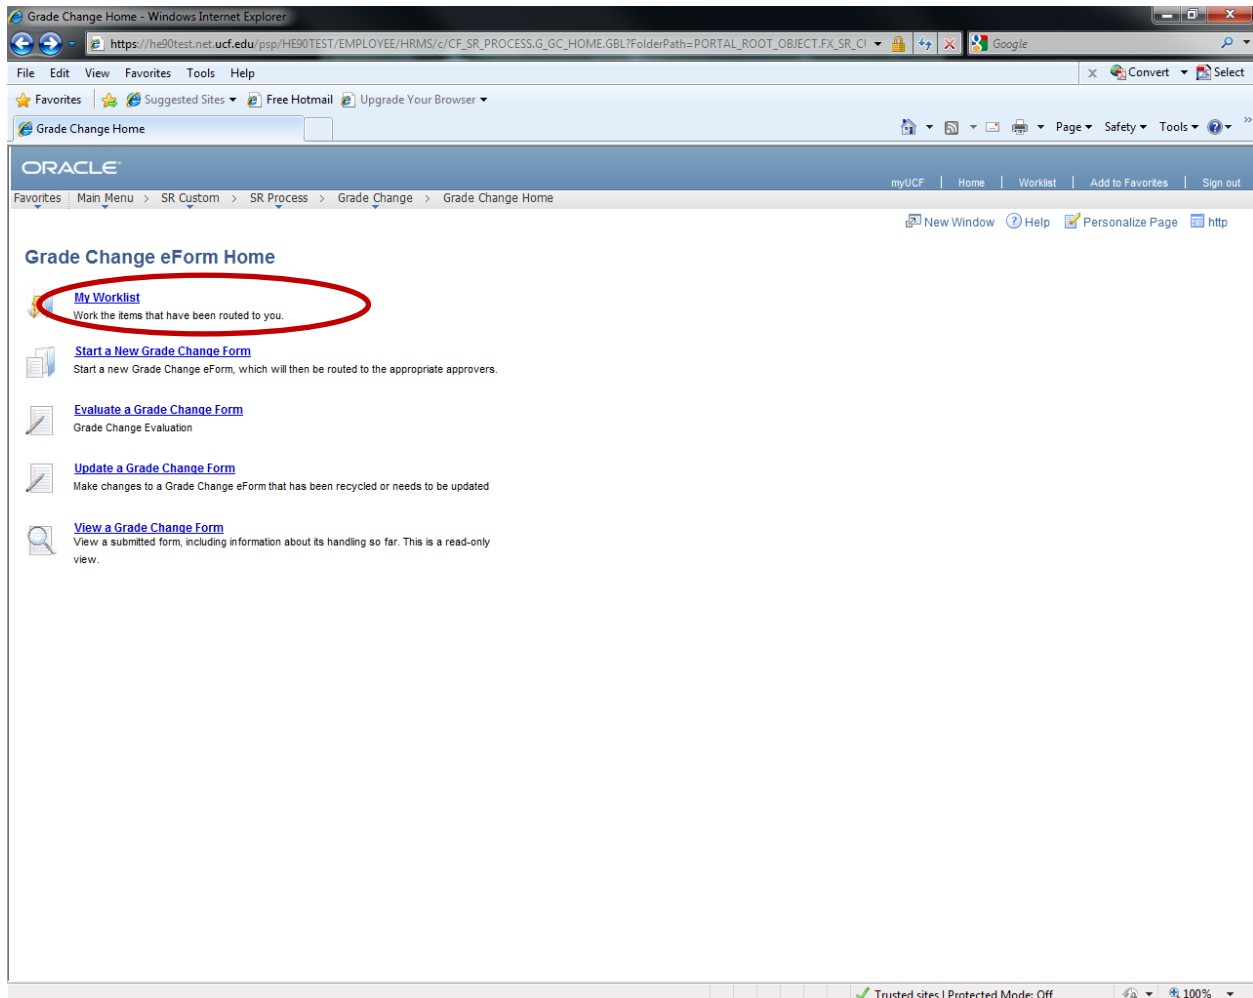 Grade Change Home - Windows Internet Explorer
https://he90test.net.ucf.edu/psp/HE90TEST/EMPLOYEE/HRMS/c/CF_SR_PROCESS.G_GC_HOME.GBL?FolderPath=PORTAL_ROOT_OBJECT.FX_SR_C Google
File Edit View Favorites Tools Help x Convert Select
Favorites Suggested Sites Free Hotmail Upgrade Your Browser
Grade Change Home Page Safety Tools
ORACLE
myUCF Home Worklist Add to Favorites Sign out
Favorites Main Menu > SR Custom > SR Process > Grade Change > Grade Change Home
New Window Help Personalize Page http
Grade Change eForm Home
My Worklist
Work the items that have been routed to you.
Start a New Grade Change Form
Start a new Grade Change eForm, which will then be routed to the appropriate approvers.
Evaluate a Grade Change Form
Grade Change Evaluation
Update a Grade Change Form
Make changes to a Grade Change eForm that has been recycled or needs to be updated
View a Grade Change Form
View a submitted form, including information about its handling so far. This is a read-only
view.
Trusted sites | Protected Mode: Off 100%